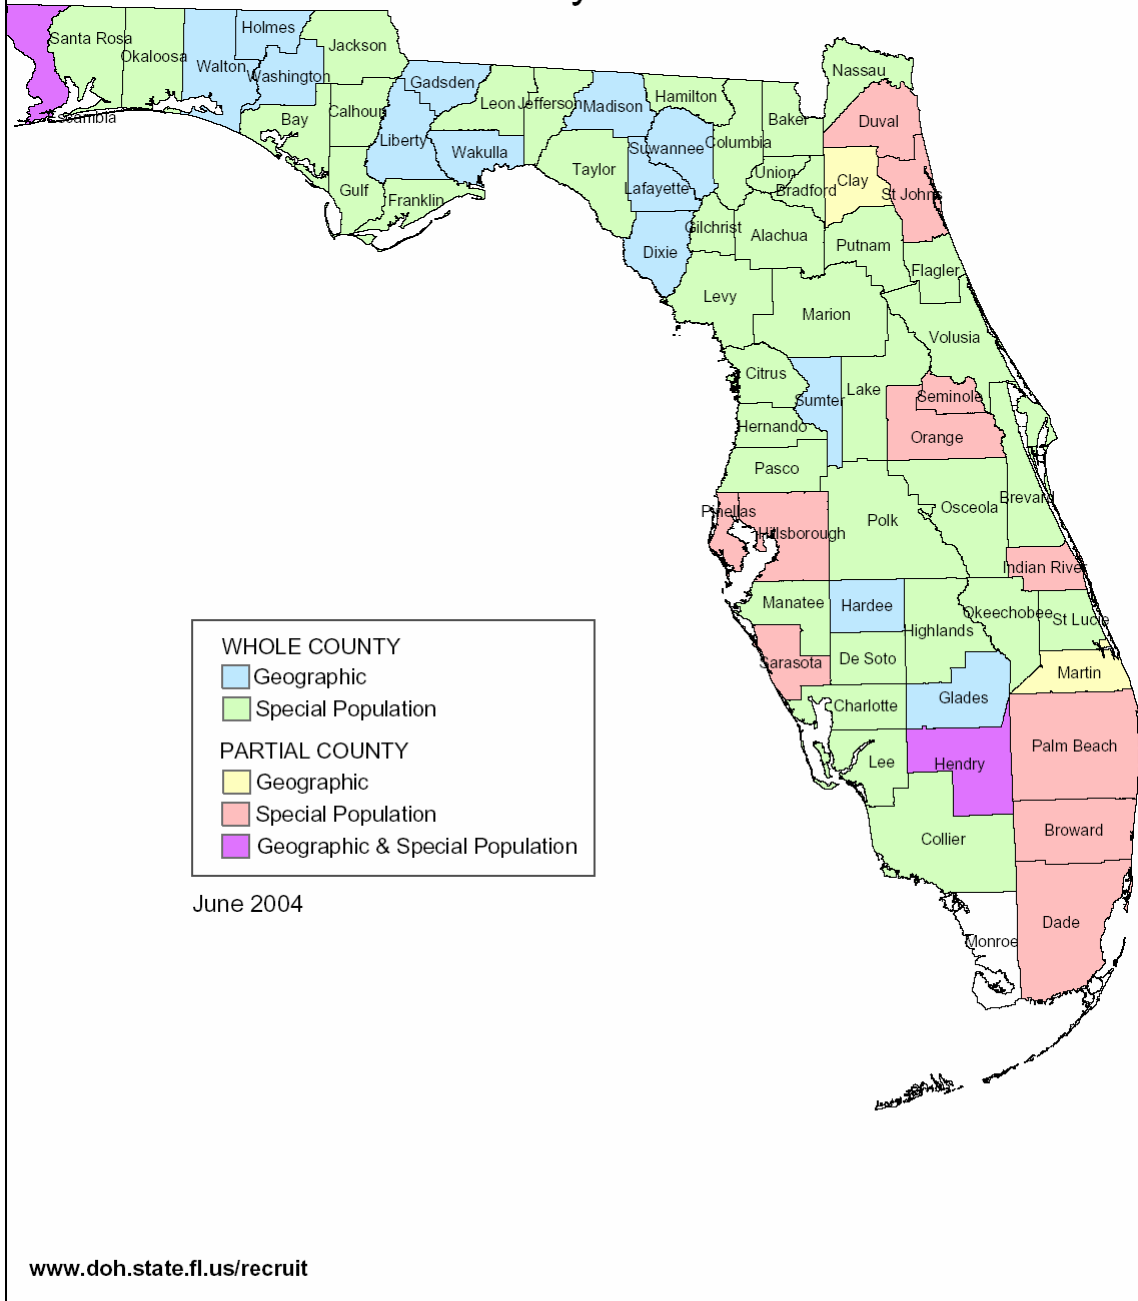 Holmes
Santa Rosa
Jackson
Okaloosa
Walton
Washington
Nassau
Gadsden
Hamilton
Leon
Jefferson
Madison
Escambia
Bay
Calhoun
Baker
Duval
Liberty
Wakulla
Suwannee
Columbia
Taylor
Union
Clay
Bradford
Gulf
Franklin
Lafayette
St Johns
Gilchrist
Alachua
Dixie
Putnam
Flagler
Levy
Marion
Volusia
Citrus
Lake
Sumter
Seminole
Hernando
Orange
Pasco
Brevard
Pinellas
Osceola
Polk
Hillsborough
Indian River
Manatee
Hardee
Okeechobee
St Lucie
Highlands
Sarasota
De Soto
Martin
Charlotte
Glades
Palm Beach
Lee
Hendry
Broward
Collier
Dade
Monroe
WHOLE COUNTY
Geographic
Special Population
PARTIAL COUNTY
Geographic
Special Population
Geographic & Special Population
June 2004
www.doh.state.fl.us/recruit